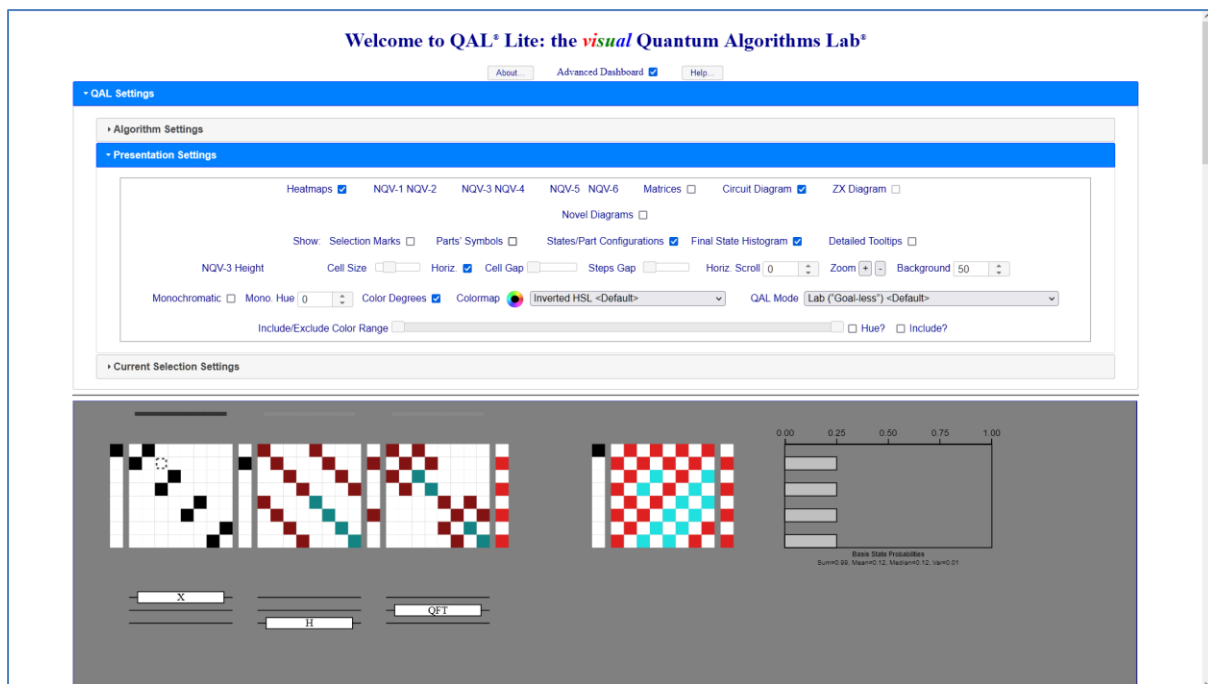 Welcome to QAL® Lite: the visual Quantum Algorithms Lab®
About... Advanced Dashboard Help...
QAL Settings
Algorithm Settings
Presentation Settings
Heatmaps NQV-1 NQV-2 NQV-3 NQV-4 NQV-5 NQV-6 Matrices Circuit Diagram ZX Diagram
Novel Diagrams
Show: Selection Marks Parts' Symbols States/Part Configurations Final State Histogram Detailed Tooltips
NQV-3 Height Cell Size Horiz. Cell Gap Steps Gap Horiz. Scroll 0 Zoom + - Background 50
Monochromatic Mono. Hue 0 Color Degrees Colormap Inverted HSL <Default> QAL Mode Lab ("Goal-less") <Default>
Include/Exclude Color Range Hue? Include?
Current Selection Settings
0.00 0.25 0.50 0.75 1.00
Basis State Probabilities
Sum=0.99, Mean=0.12, Median=0.12, Var=0.01
X
QFT
H